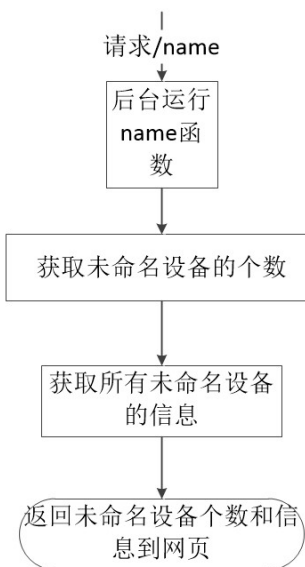 请求/name
后台运行
name函
数
获取未命名设备的个数
获取所有未命名设备
的信息
返回未命名设备个数和信
息到网页